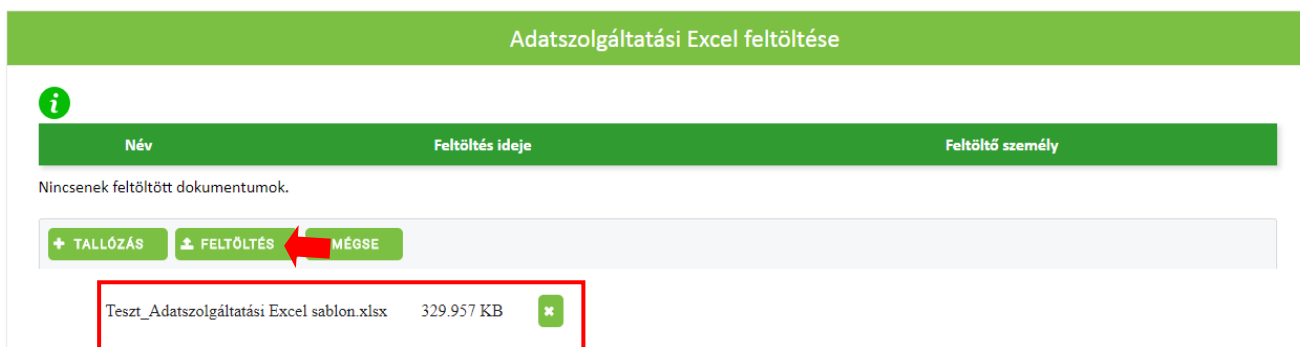 Adatszolgáltatási Excel feltöltése
i
Név Feltöltés ideje Feltöltő személy
Nincsenek feltöltött dokumentumok.
TALLÓZÁS FELTÖLTÉS MÉGSE
Teszt_Adatszolgáltatási Excel sablon.xlsx 329.957 KB